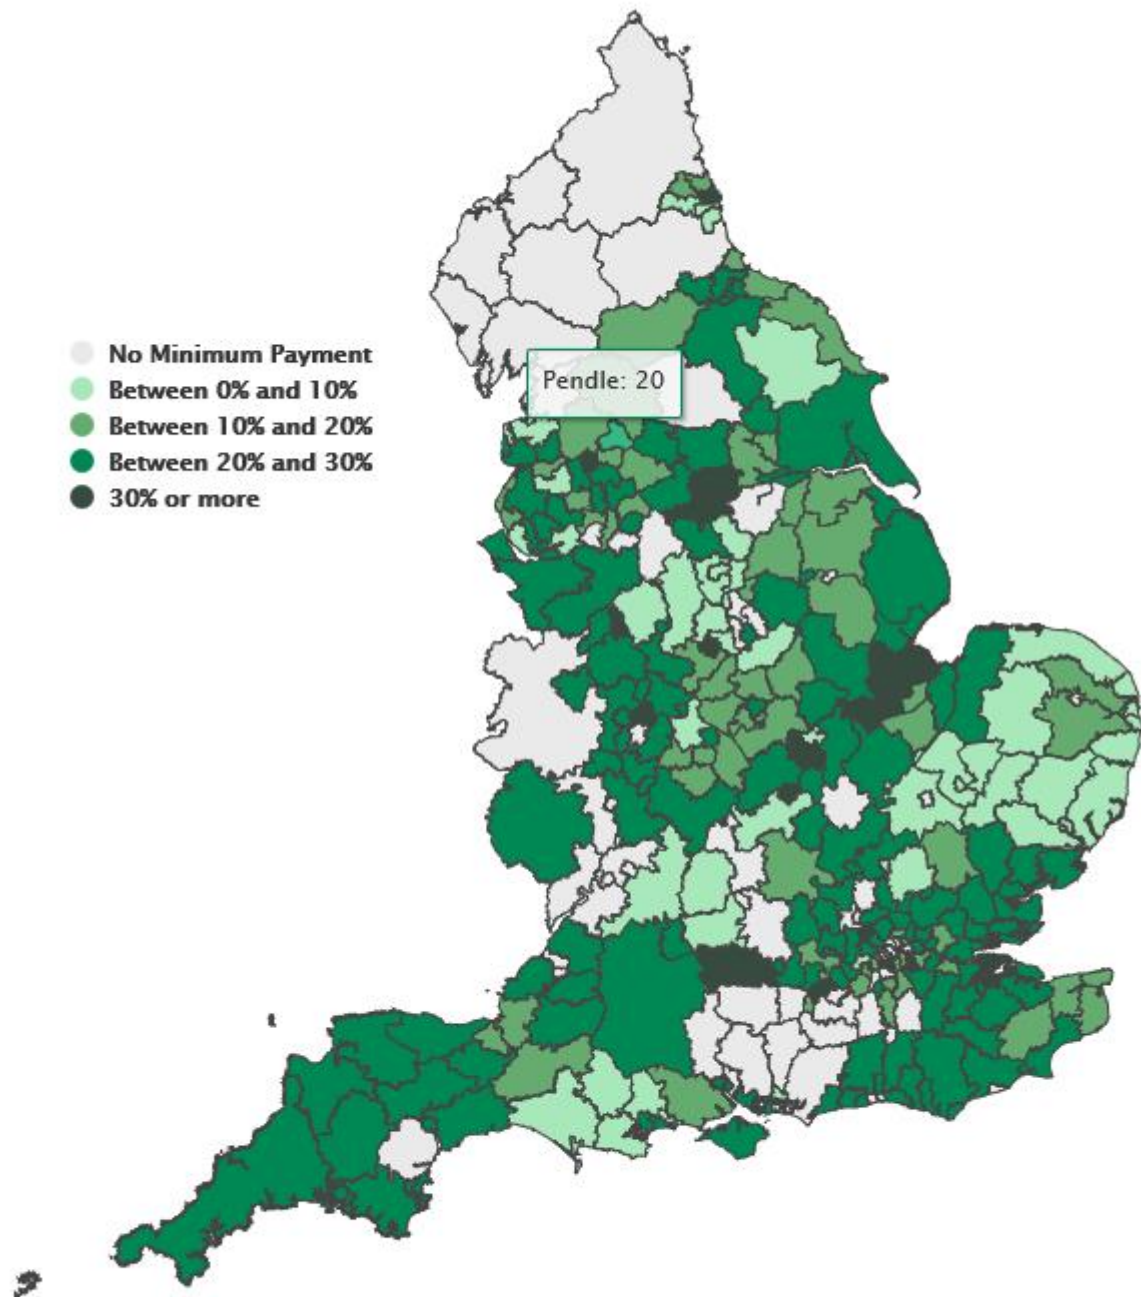 No Minimum Payment
Between 0% and 10%
Between 10% and 20%
Between 20% and 30%
30% or more
Pendle: 20